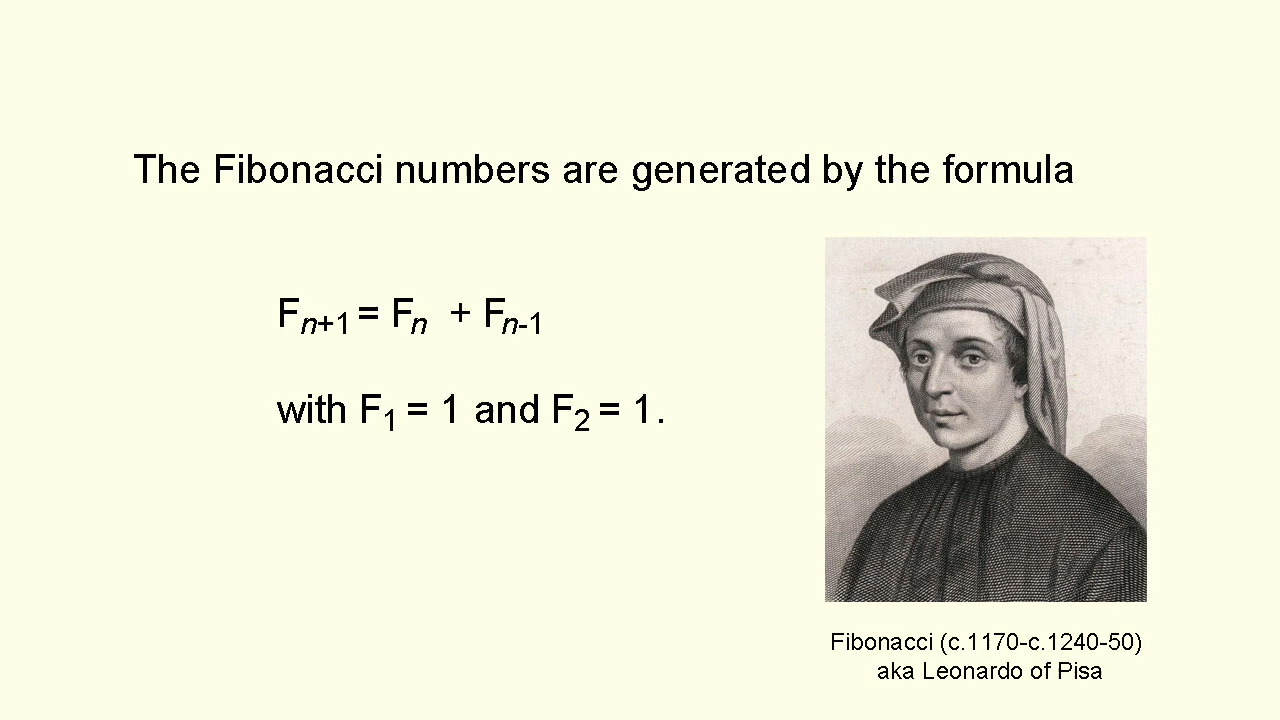 The Fibonacci numbers are generated by the formula
Fn+1 = Fn + Fn-1
with F1 = 1 and F2 = 1.
Fibonacci (c.1170-c.1240-50)
aka Leonardo of Pisa